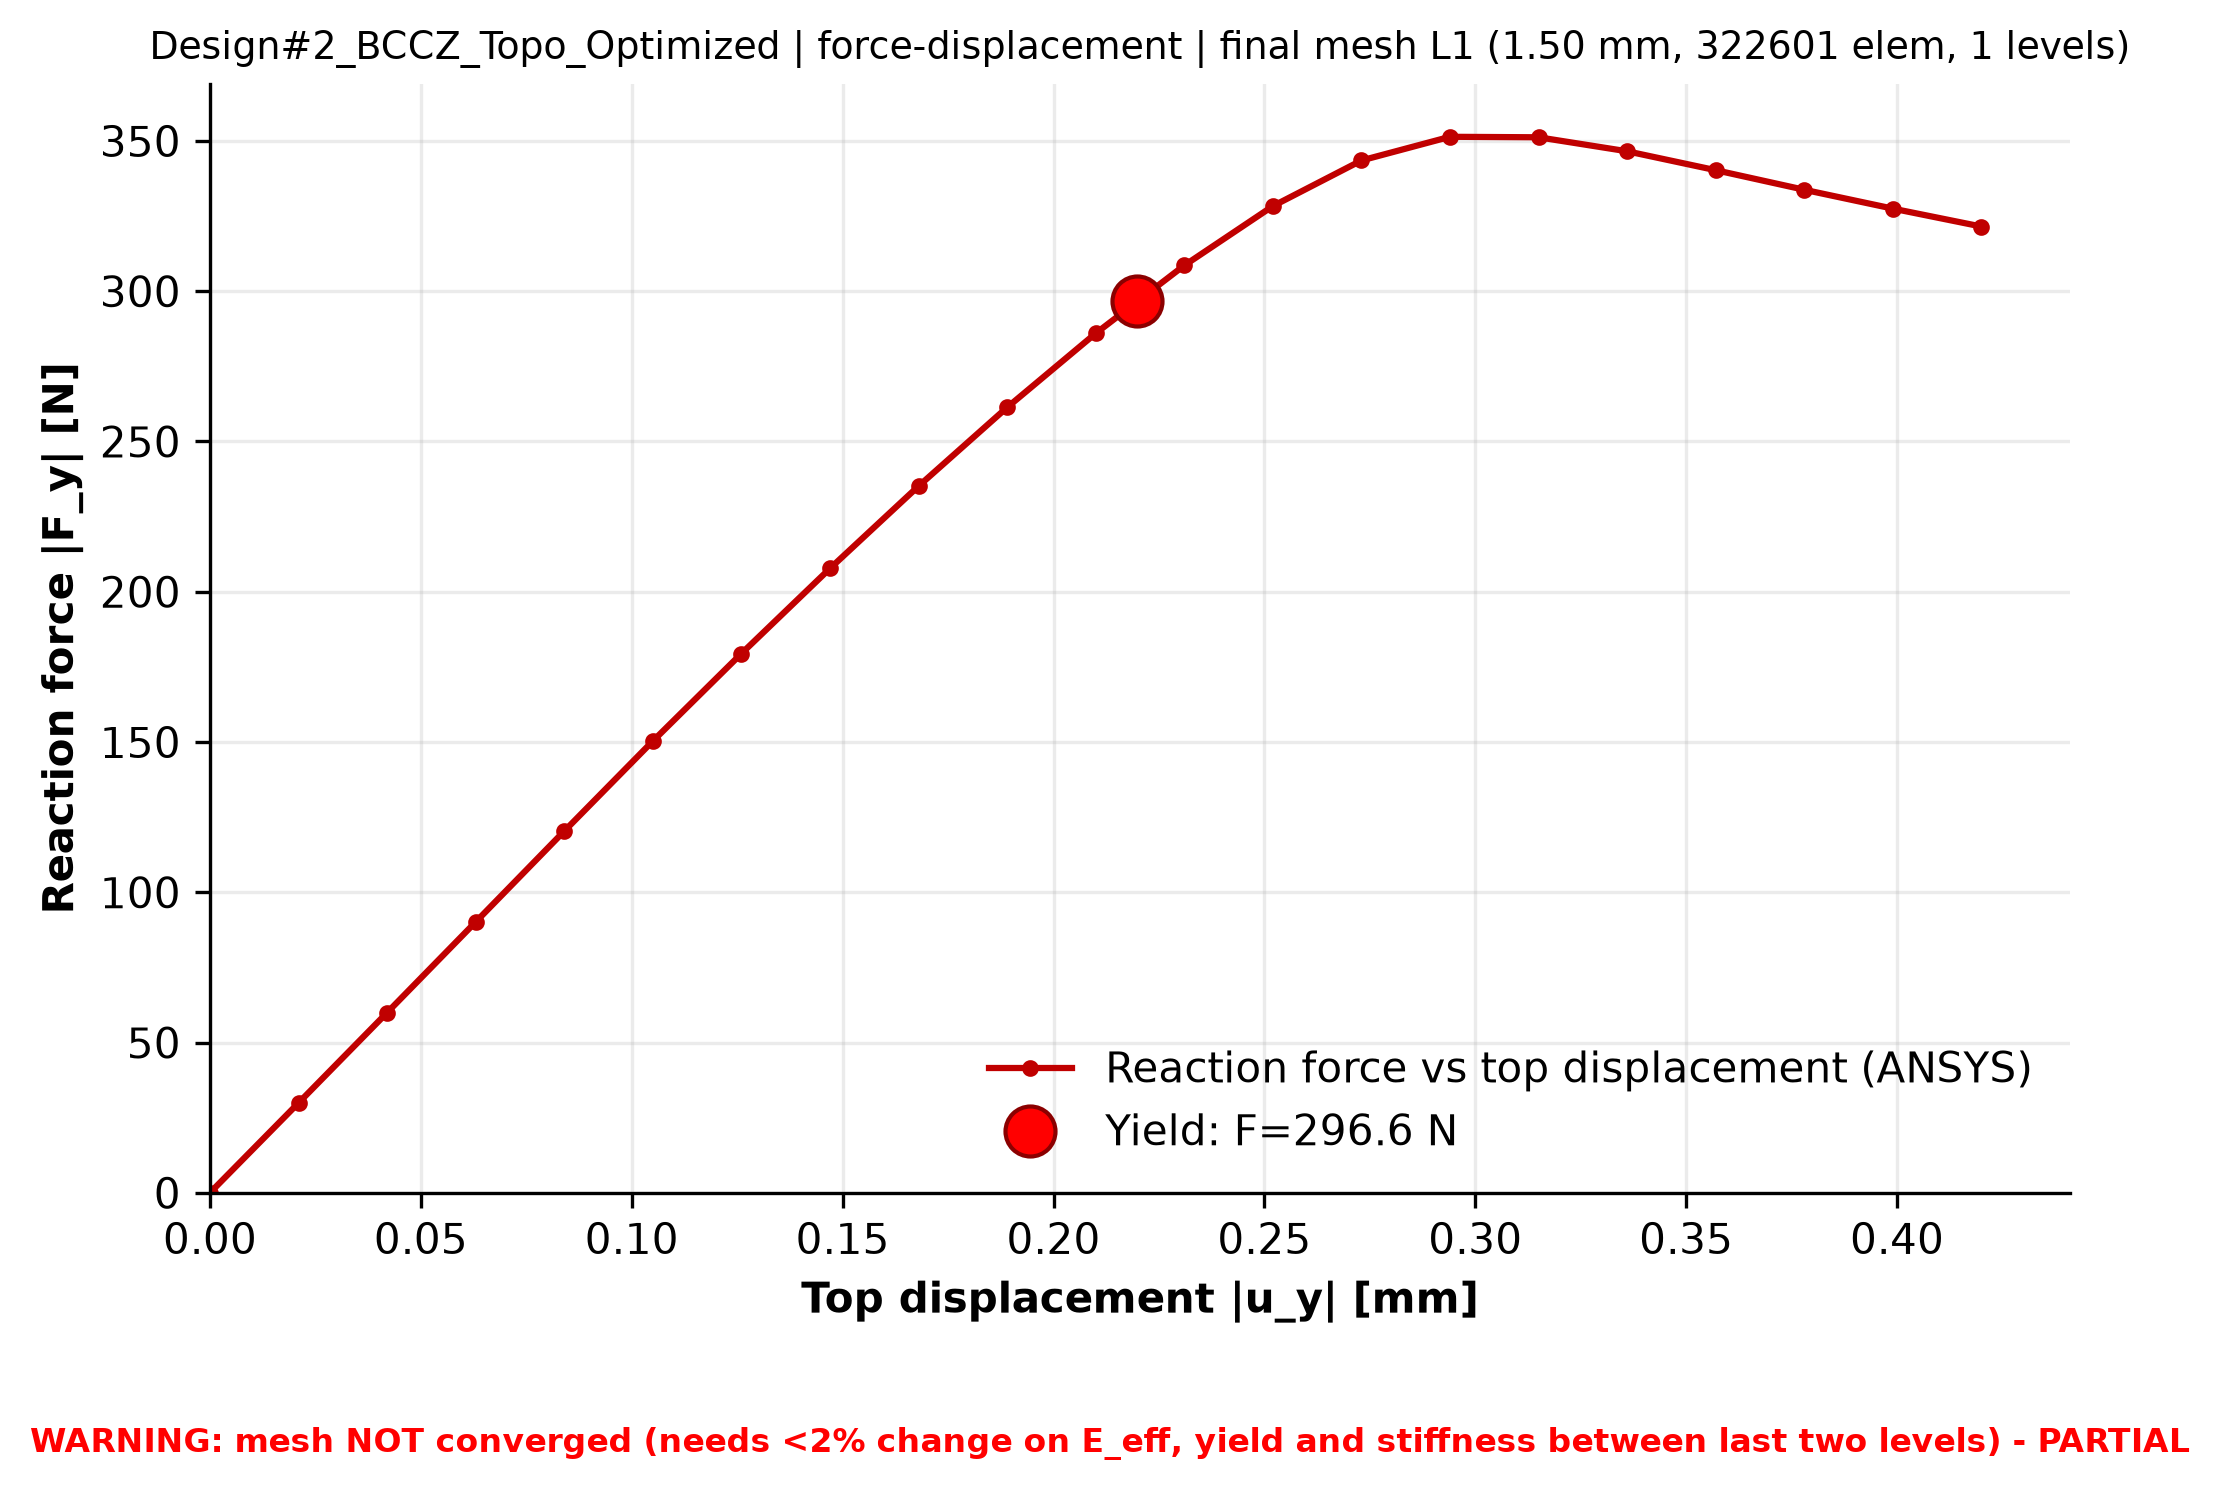 Design#2_BCCZ_Topo_Optimized | force-displacement | final mesh L1 (1.50 mm, 322601 elem, 1 levels)
Reaction force |F_y| [N]
350
300
250
200
150
100
50
0
Reaction force vs top displacement (ANSYS)
Yield: F=296.6 N
0.00 0.05 0.10 0.15 0.20 0.25 0.30 0.35 0.40
Top displacement |u_y| [mm]
WARNING: mesh NOT converged (needs <2% change on E_eff, yield and stiffness between last two levels) - PARTIAL